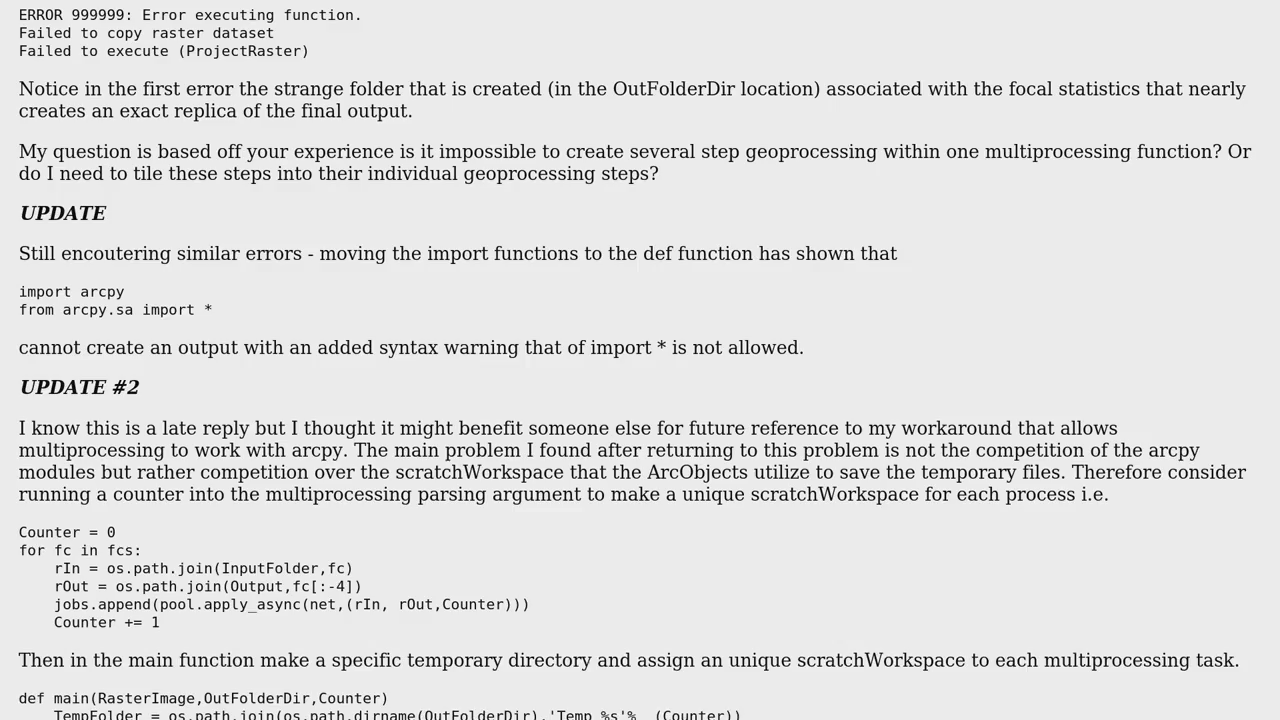 ERROR 999999: Error executing function.
Failed to copy raster dataset
Failed to execute (ProjectRaster)
Notice in the first error the strange folder that is created (in the OutFolderDir location) associated with the focal statistics that nearly
creates an exact replica of the final output.
My question is based off your experience is it impossible to create several step geoprocessing within one multiprocessing function? Or
do I need to tile these steps into their individual geoprocessing steps?
UPDATE
Still encoutering similar errors - moving the import functions to the def function has shown that
import arcpy
from arcpy.sa import *
cannot create an output with an added syntax warning that of import * is not allowed.
UPDATE #2
I know this is a late reply but I thought it might benefit someone else for future reference to my workaround that allows
multiprocessing to work with arcpy. The main problem I found after returning to this problem is not the competition of the arcpy
modules but rather competition over the scratchWorkspace that the ArcObjects utilize to save the temporary files. Therefore consider
running a counter into the multiprocessing parsing argument to make a unique scratchWorkspace for each process i.e.
Counter = 0
for fc in fcs:
    rIn = os.path.join(InputFolder,fc)
    rOut = os.path.join(Output,fc[:-4])
    jobs.append(pool.apply_async(net,(rIn, rOut,Counter)))
    Counter += 1
Then in the main function make a specific temporary directory and assign an unique scratchWorkspace to each multiprocessing task.
def main(RasterImage,OutFolderDir,Counter)
    TempFolder = os.path.join(os.path.dirname(OutFolderDir),'Temp_%s'%  (Counter))